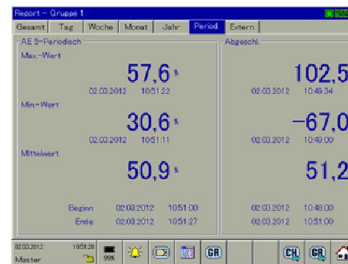 Report - Gruppe 1
Gesamt Tag Woche Monat Jahr Period. Extern
AE 5-Periodisch Abgeschl.
Max.-Wert
57,6 % 102,5
02.03.2012 10:51:22 02.03.2012 10:49:34
Min-Wert
30,6 % -67,0
02.03.2012 10:51:11 02.03.2012 10:49:00
Mittelwert
50,9 % 51,2
Beginn: 02.03.2012 10:51:00 02.03.2012 10:48:00
Ende: 02.03.2012 10:51:27 02.03.2012 10:51:00
02.03.2012 10:51:28
Master 99% GR CH GR